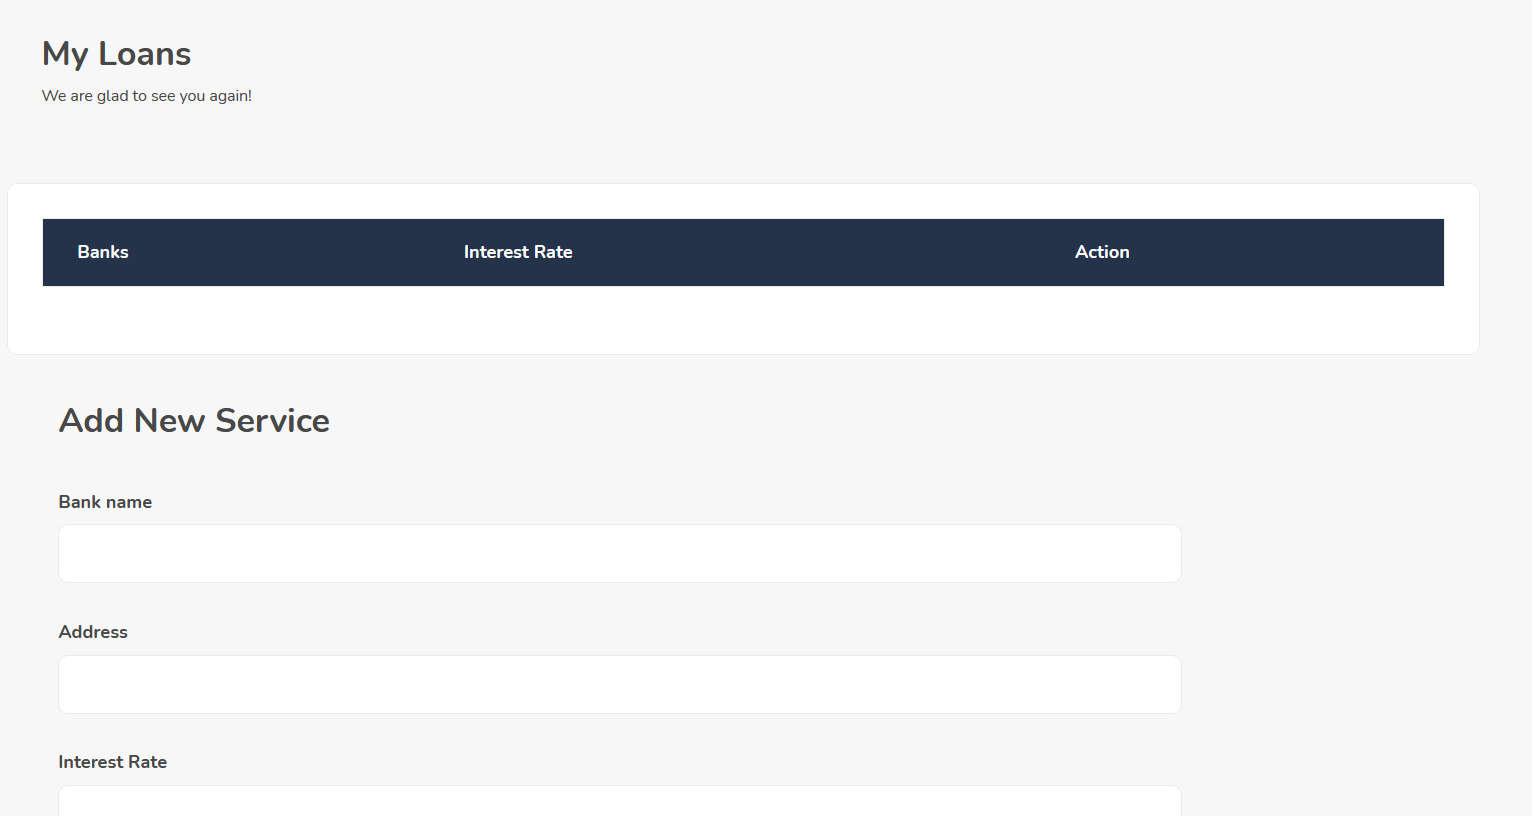 My Loans
We are glad to see you again!
Banks Interest Rate Action
Add New Service
Bank name
Address
Interest Rate